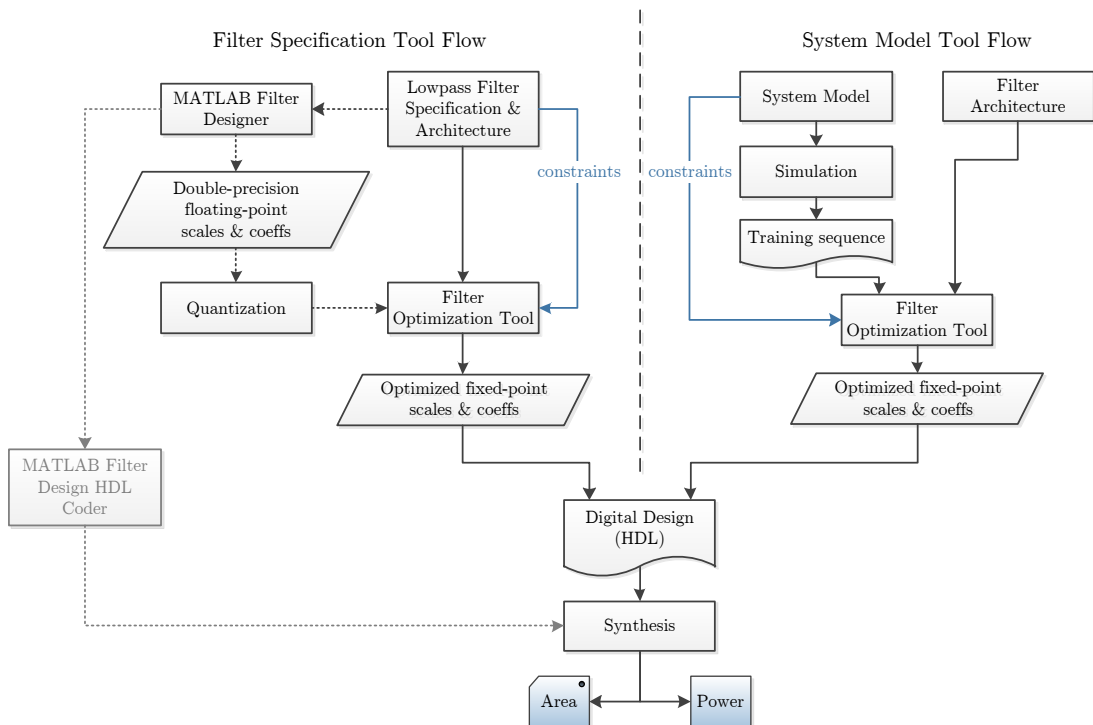 Filter Specification Tool Flow
System Model Tool Flow
MATLAB Filter
Designer
Lowpass Filter
Specification &
Architecture
System Model
Filter
Architecture
constraints
constraints
Double-precision
floating-point
scales & coeffs
Simulation
Training sequence
Quantization
Filter
Optimization Tool
Filter
Optimization Tool
Optimized fixed-point
scales & coeffs
Optimized fixed-point
scales & coeffs
MATLAB Filter
Design HDL
Coder
Digital Design
(HDL)
Synthesis
Area
Power